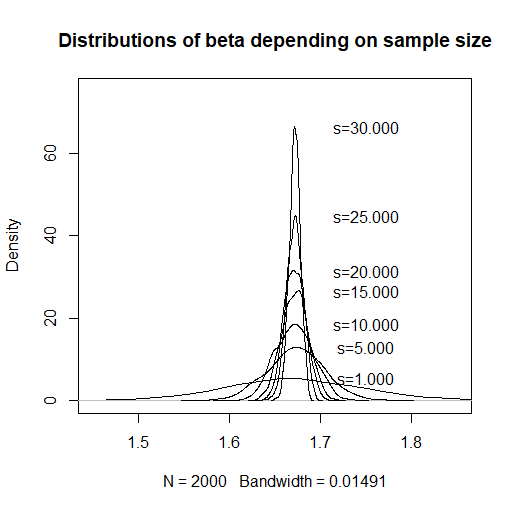 Distributions of beta depending on sample size
Density
60
40
20
0
s=30.000
s=25.000
s=20.000
s=15.000
s=10.000
s=5.000
s=1.000
1.5 1.6 1.7 1.8
N = 2000 Bandwidth = 0.01491